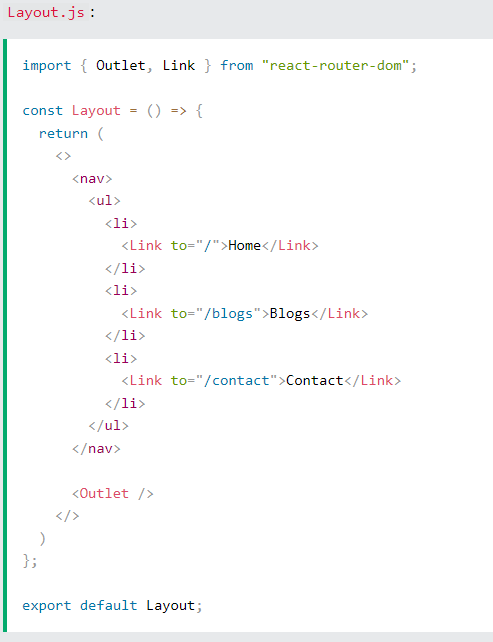 Layout.js:
import { Outlet, Link } from "react-router-dom";
const Layout = () => {
  return (
    <>
      <nav>
        <ul>
          <li>
            <Link to="/">Home</Link>
          </li>
          <li>
            <Link to="/blogs">Blogs</Link>
          </li>
          <li>
            <Link to="/contact">Contact</Link>
          </li>
        </ul>
      </nav>
      <Outlet />
    </>
  )
};
export default Layout;